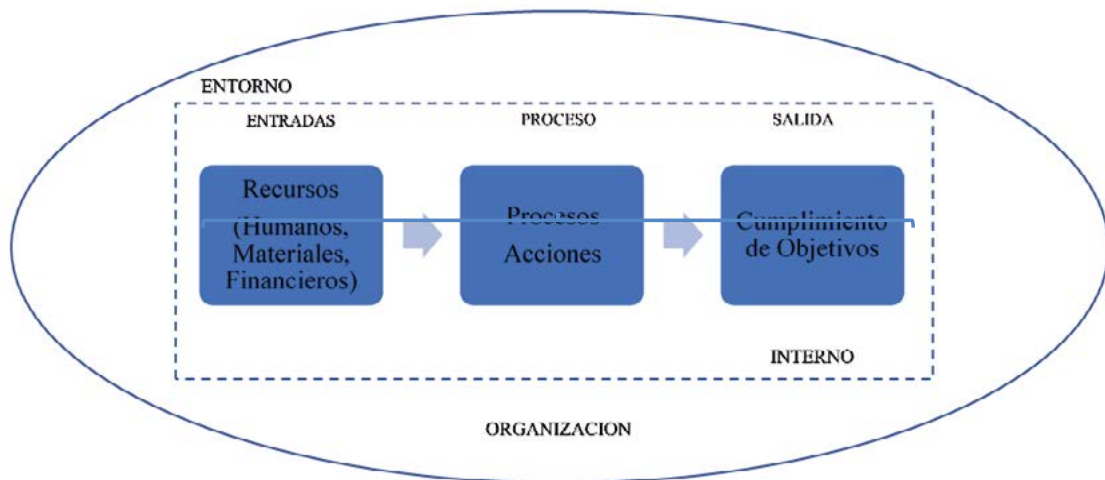 ENTORNO
ENTRADAS
PROCESO
SALIDA
Recursos
(Humanos,
Materiales,
Financieros)
Procesos
Acciones
Cumplimiento
de Objetivos
INTERNO
ORGANIZACION